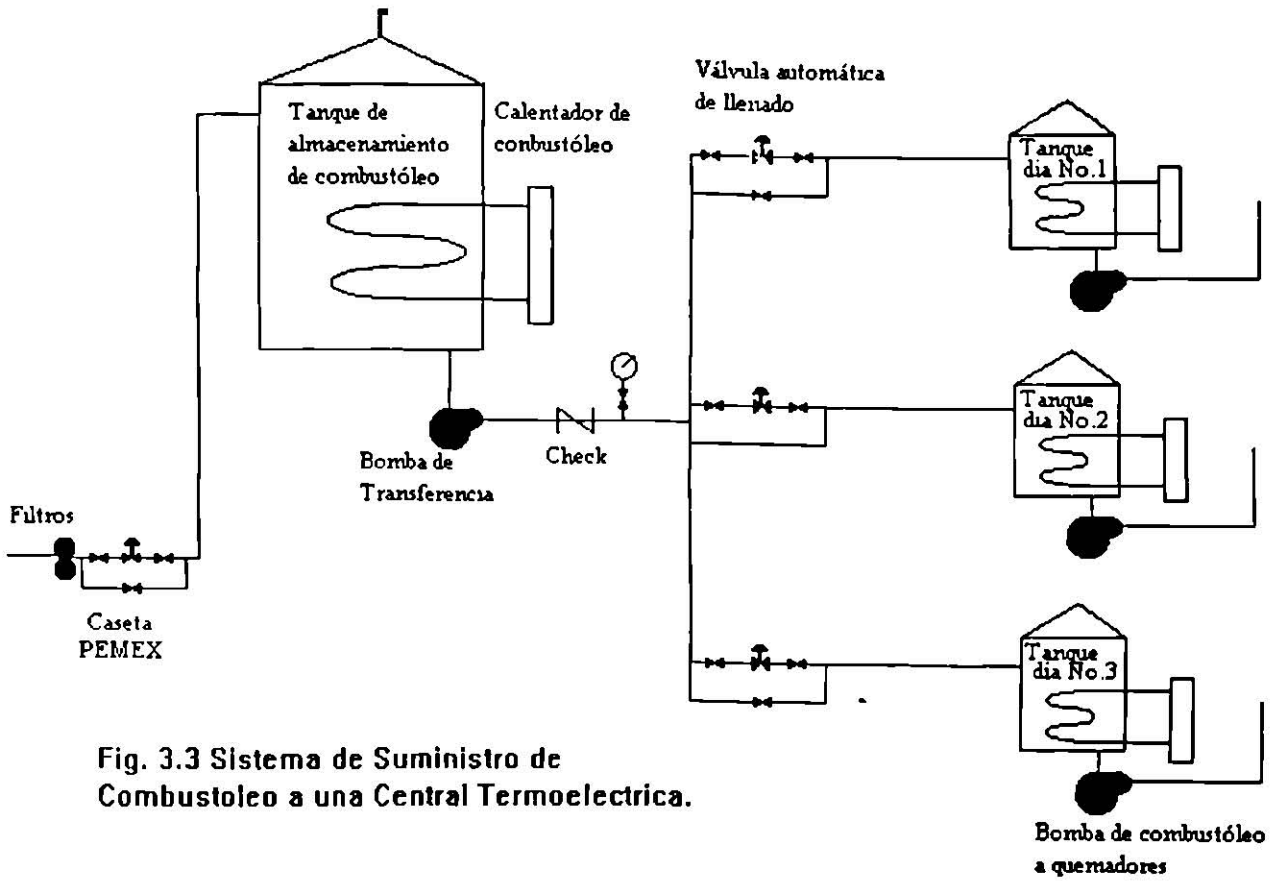 Válvula automática
de llenado
Tanque de
almacenamiento
de combustóleo
Calentador de
conbustóleo
Tanque
dia No.1
Tanque
dia No.2
Bomba de
Transferencia
Check
Filtros
Caseta
PEMEX
Tanque
dia No.3
Fig. 3.3 Sistema de Suministro de
Combustoleo a una Central Termoelectrica.
Bomba de combustóleo
a quemadores